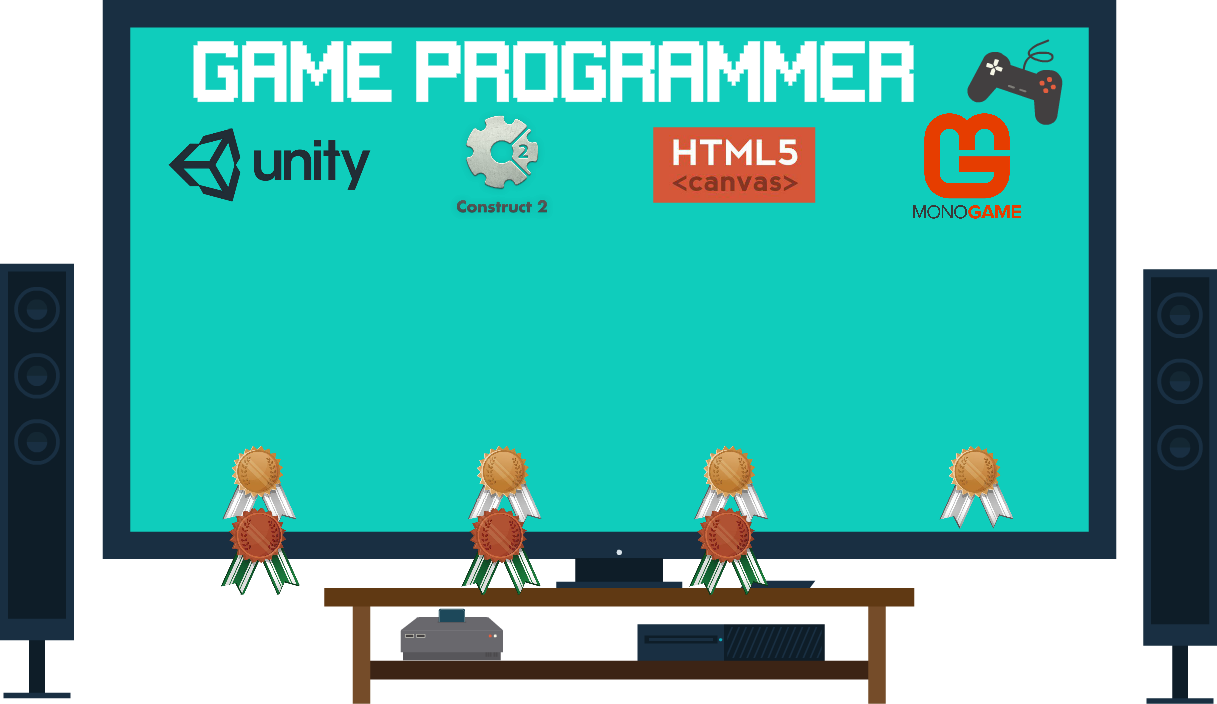 GAME PROGRAMMER
unity
2
Construct 2
HTML5
<canvas>
MONOGAME